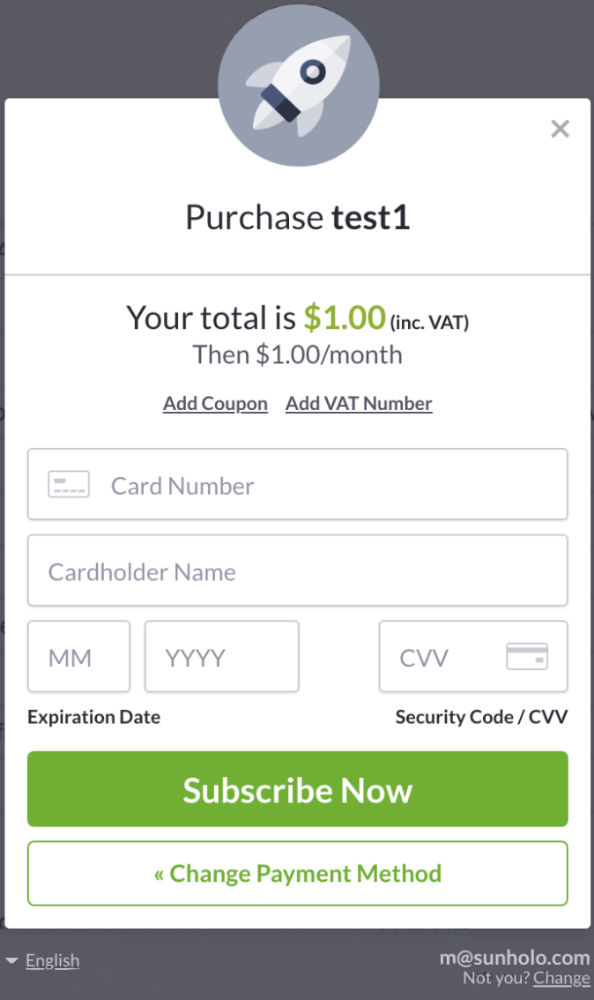 Purchase test1
Your total is $1.00 (inc. VAT)
Then $1.00/month
Add Coupon Add VAT Number
Card Number
Cardholder Name
MM YYYY CVV
Expiration Date Security Code / CVV
Subscribe Now
« Change Payment Method
English m@sunholo.com
Not you? Change